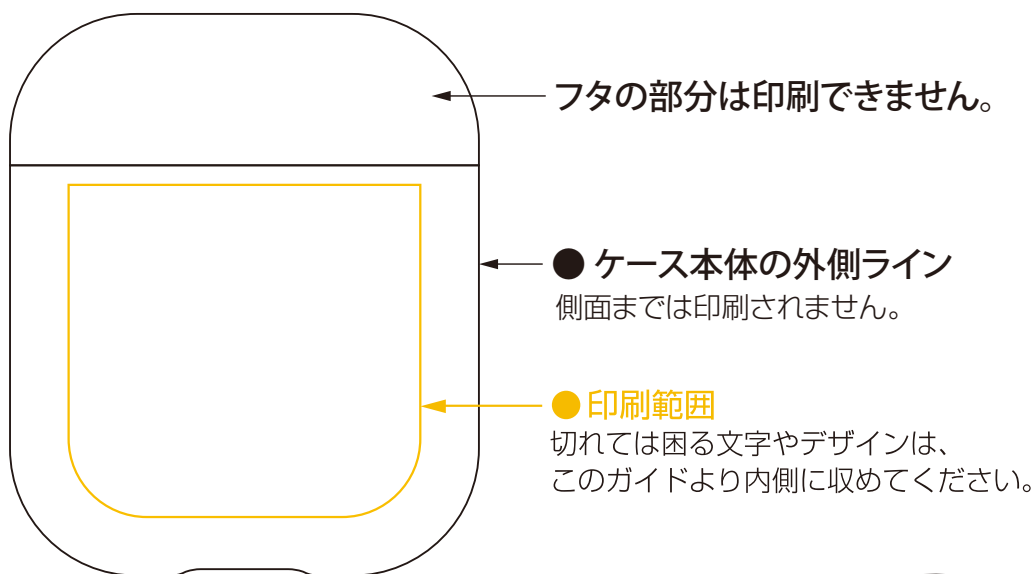 フタの部分は印刷できません。
● ケース本体の外側ライン
側面までは印刷されません。
● 印刷範囲
切れては困る文字やデザインは、
このガイドより内側に収めてください。